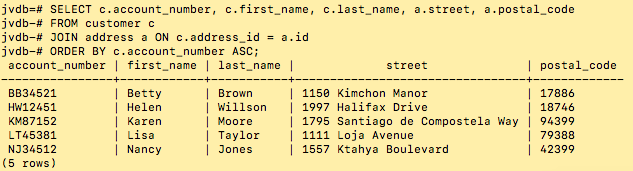 jvdb=# SELECT c.account_number, c.first_name, c.last_name, a.street, a.postal_code
jvdb-# FROM customer c
jvdb-# JOIN address a ON c.address_id = a.id
jvdb-# ORDER BY c.account_number ASC;
 account_number | first_name | last_name |           street            | postal_code
----------------+------------+-----------+-----------------------------+-------------
 BB34521        | Betty      | Brown     | 1150 Kimchon Manor          | 17886
 HW12451        | Helen      | Willson   | 1997 Halifax Drive          | 18746
 KM87152        | Karen      | Moore     | 1795 Santiago de Compostela Way | 94399
 LT45381        | Lisa       | Taylor    | 1111 Loja Avenue            | 79388
 NJ34512        | Nancy      | Jones     | 1557 Ktahya Boulevard       | 42399
(5 rows)